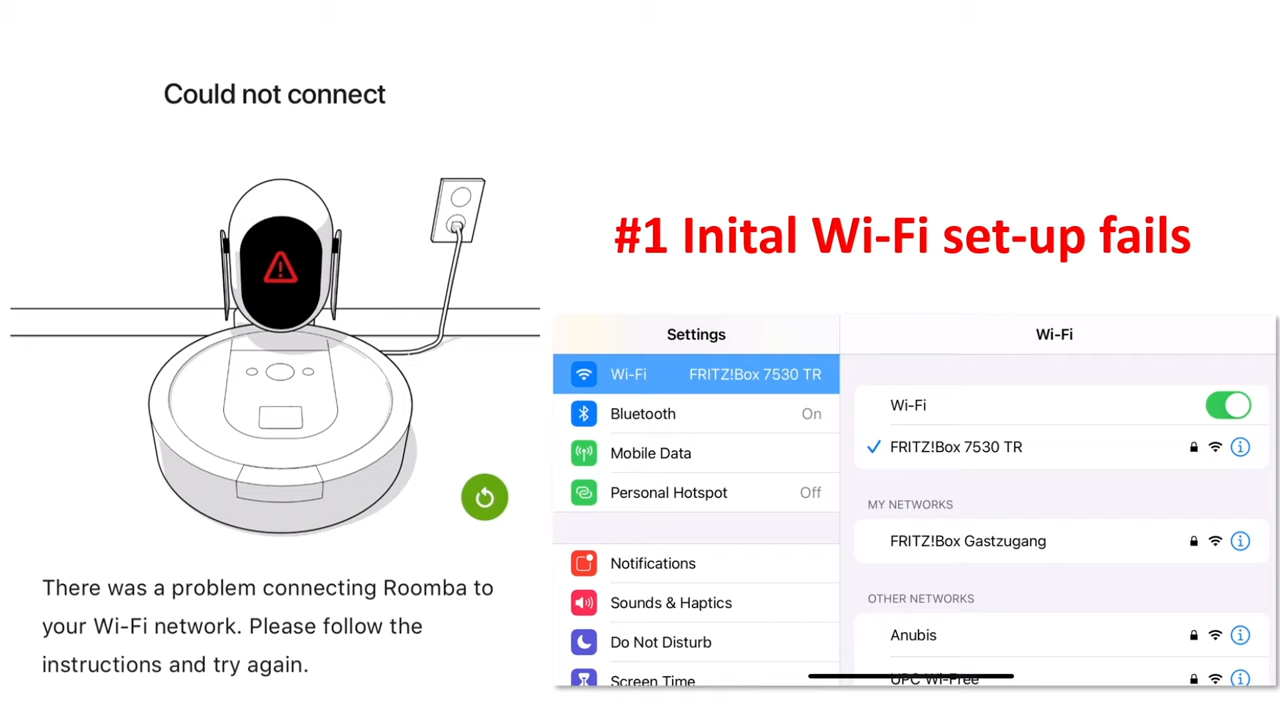 Could not connect
There was a problem connecting Roomba to
your Wi-Fi network. Please follow the
instructions and try again.
#1 Inital Wi-Fi set-up fails
Settings
Wi-Fi FRITZ!Box 7530 TR
Bluetooth On
Mobile Data
Personal Hotspot Off
Notifications
Sounds & Haptics
Do Not Disturb
Screen Time
Wi-Fi
Wi-Fi
FRITZ!Box 7530 TR
MY NETWORKS
FRITZ!Box Gastzugang
OTHER NETWORKS
Anubis
UPC Wi-Free